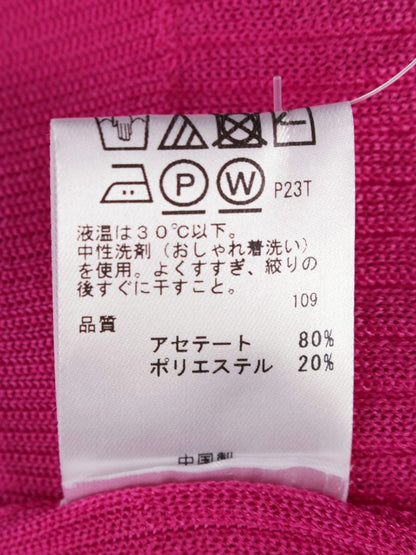 P W P23T
液温は30℃以下。
中性洗剤（おしゃれ着洗い）
を使用。よくすすぎ、絞りの
後すぐに干すこと。
109
品質
アセテート 80%
ポリエステル 20%
中国製